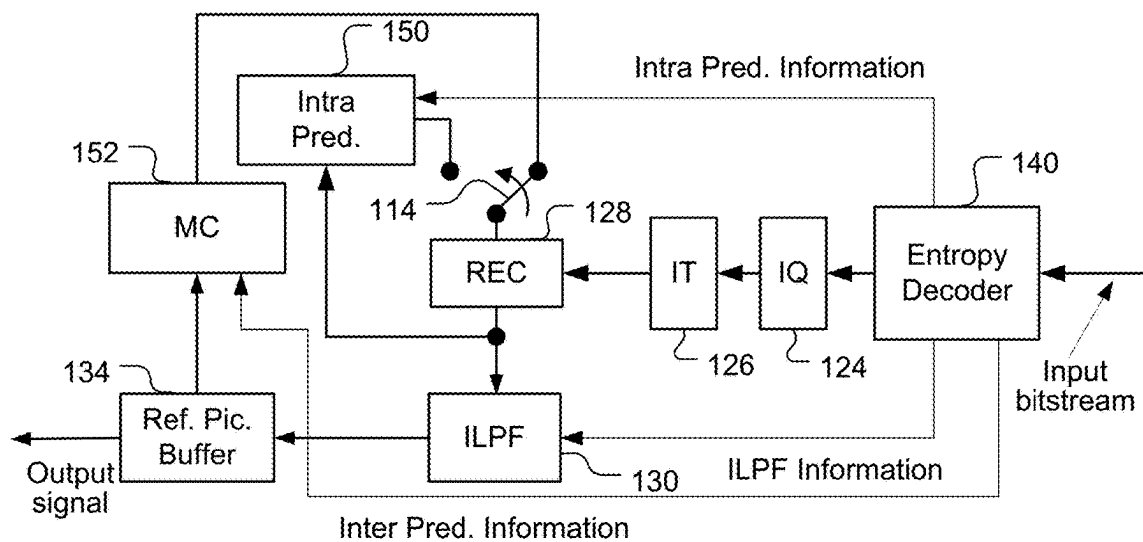 150
Intra Pred. Information
Intra
Pred.
152
140
114
128
MC
REC
IT
IQ
Entropy
Decoder
134
126
124
Input
bitstream
Ref. Pic.
Buffer
ILPF
Output
signal
130
ILPF Information
Inter Pred. Information